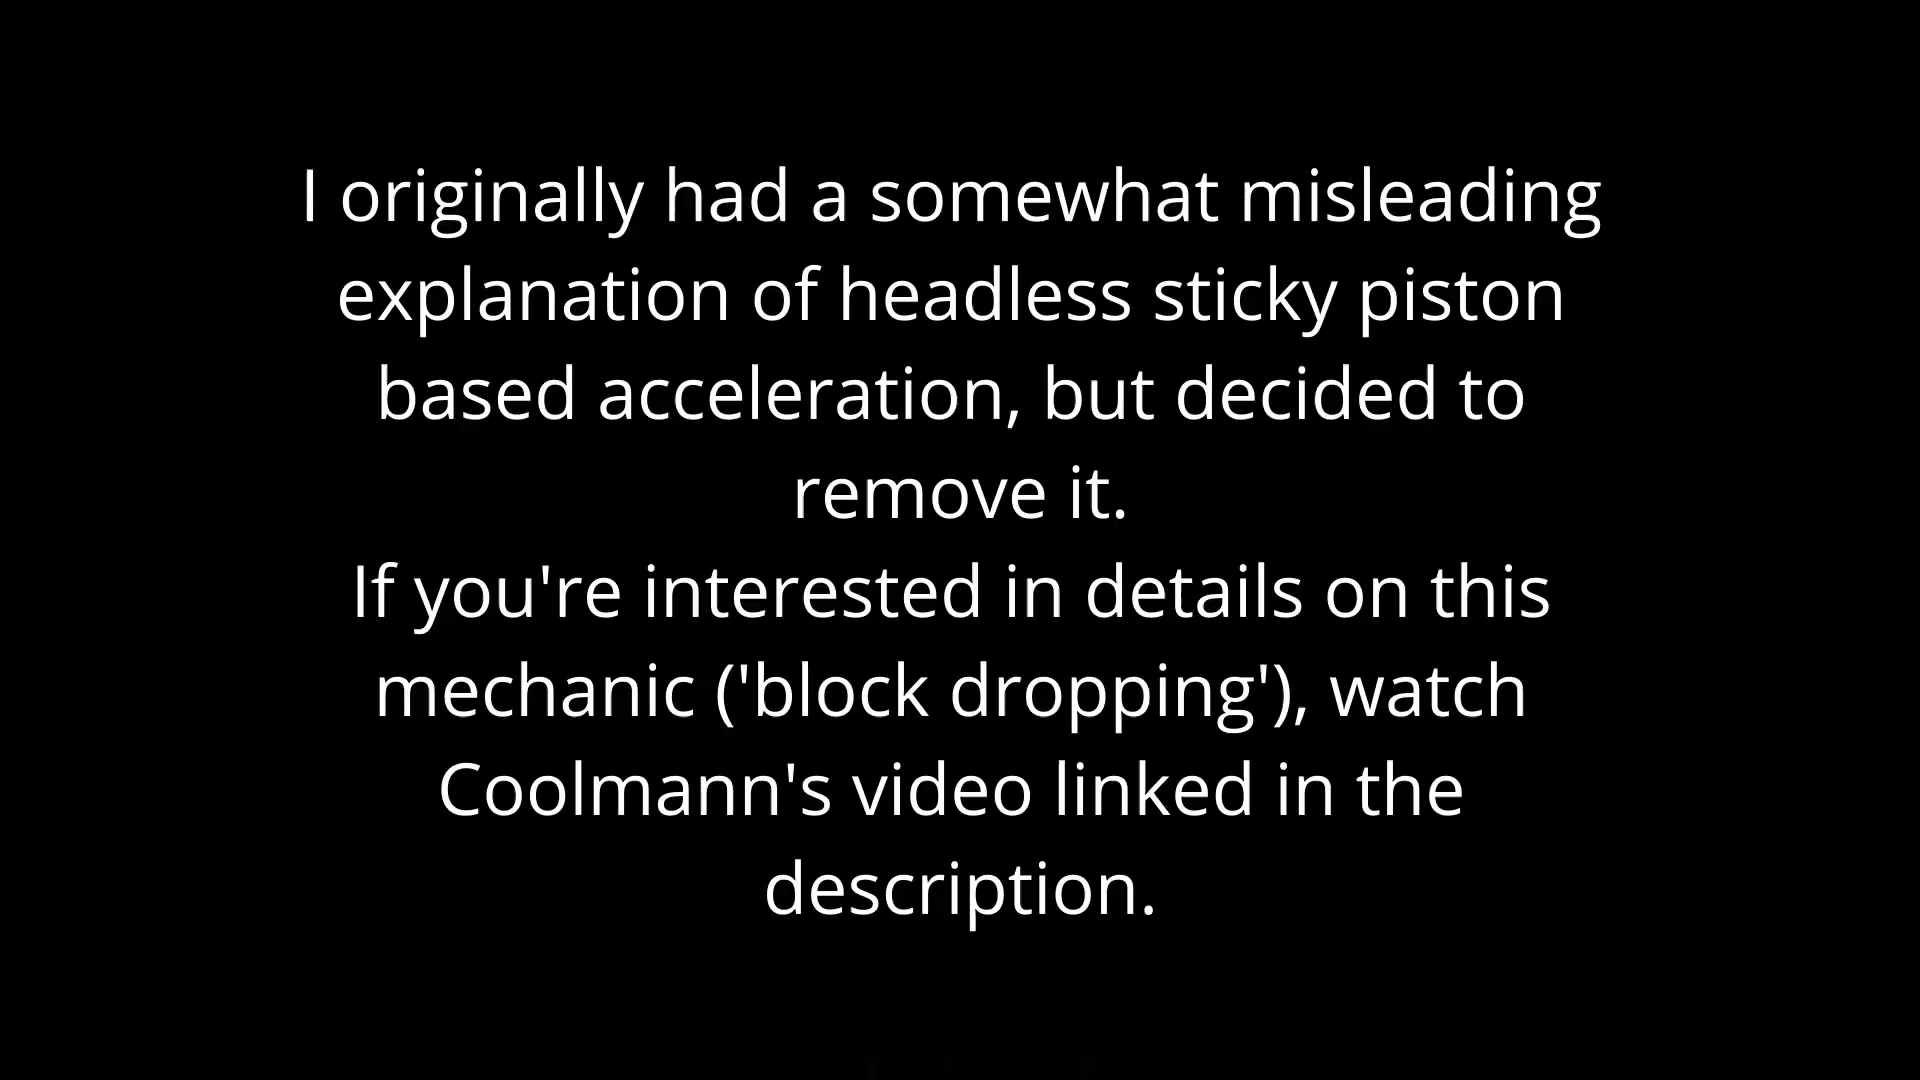 I originally had a somewhat misleading
explanation of headless sticky piston
based acceleration, but decided to
remove it.
If you're interested in details on this
mechanic ('block dropping'), watch
Coolmann's video linked in the
description.